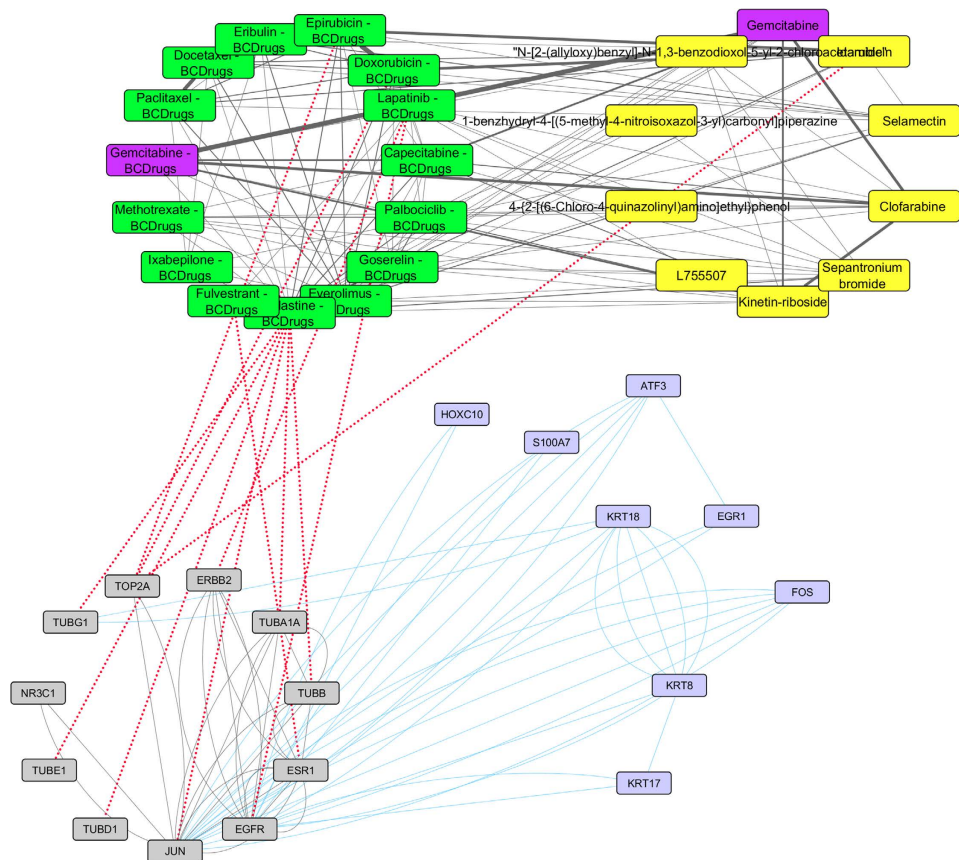 Epirubicin -
BCDrugs
Eribulin -
BCDrugs
Docetaxel -
BCDrugs
Doxorubicin -
BCDrugs
Paclitaxel -
BCDrugs
Lapatinib -
BCDrugs
Gemcitabine -
BCDrugs
Capecitabine -
BCDrugs
Methotrexate -
BCDrugs
Palbociclib -
BCDrugs
Ixabepilone -
BCDrugs
Goserelin -
BCDrugs
Fulvestrant -
BCDrugs
BCDrugs
Everolimus -
Gemcitabine
"N-[2-(allyloxy)benzyl]-N-1,3-benzodioxol-5-yl-2-chloroacetamide"
1-benzhydryl-4-[(5-methyl-4-nitroisoxazol-3-yl)carbonyl]piperazine
Selamectin
4-{2-[(6-Chloro-4-quinazolinyl)amino]ethyl}phenol
Clofarabine
L755507
Sepantronium
bromide
Kinetin-riboside
ATF3
HOXC10
S100A7
KRT18
EGR1
TOP2A
ERBB2
FOS
TUBG1
TUBA1A
NR3C1
TUBB
KRT8
TUBE1
ESR1
KRT17
TUBD1
EGFR
JUN